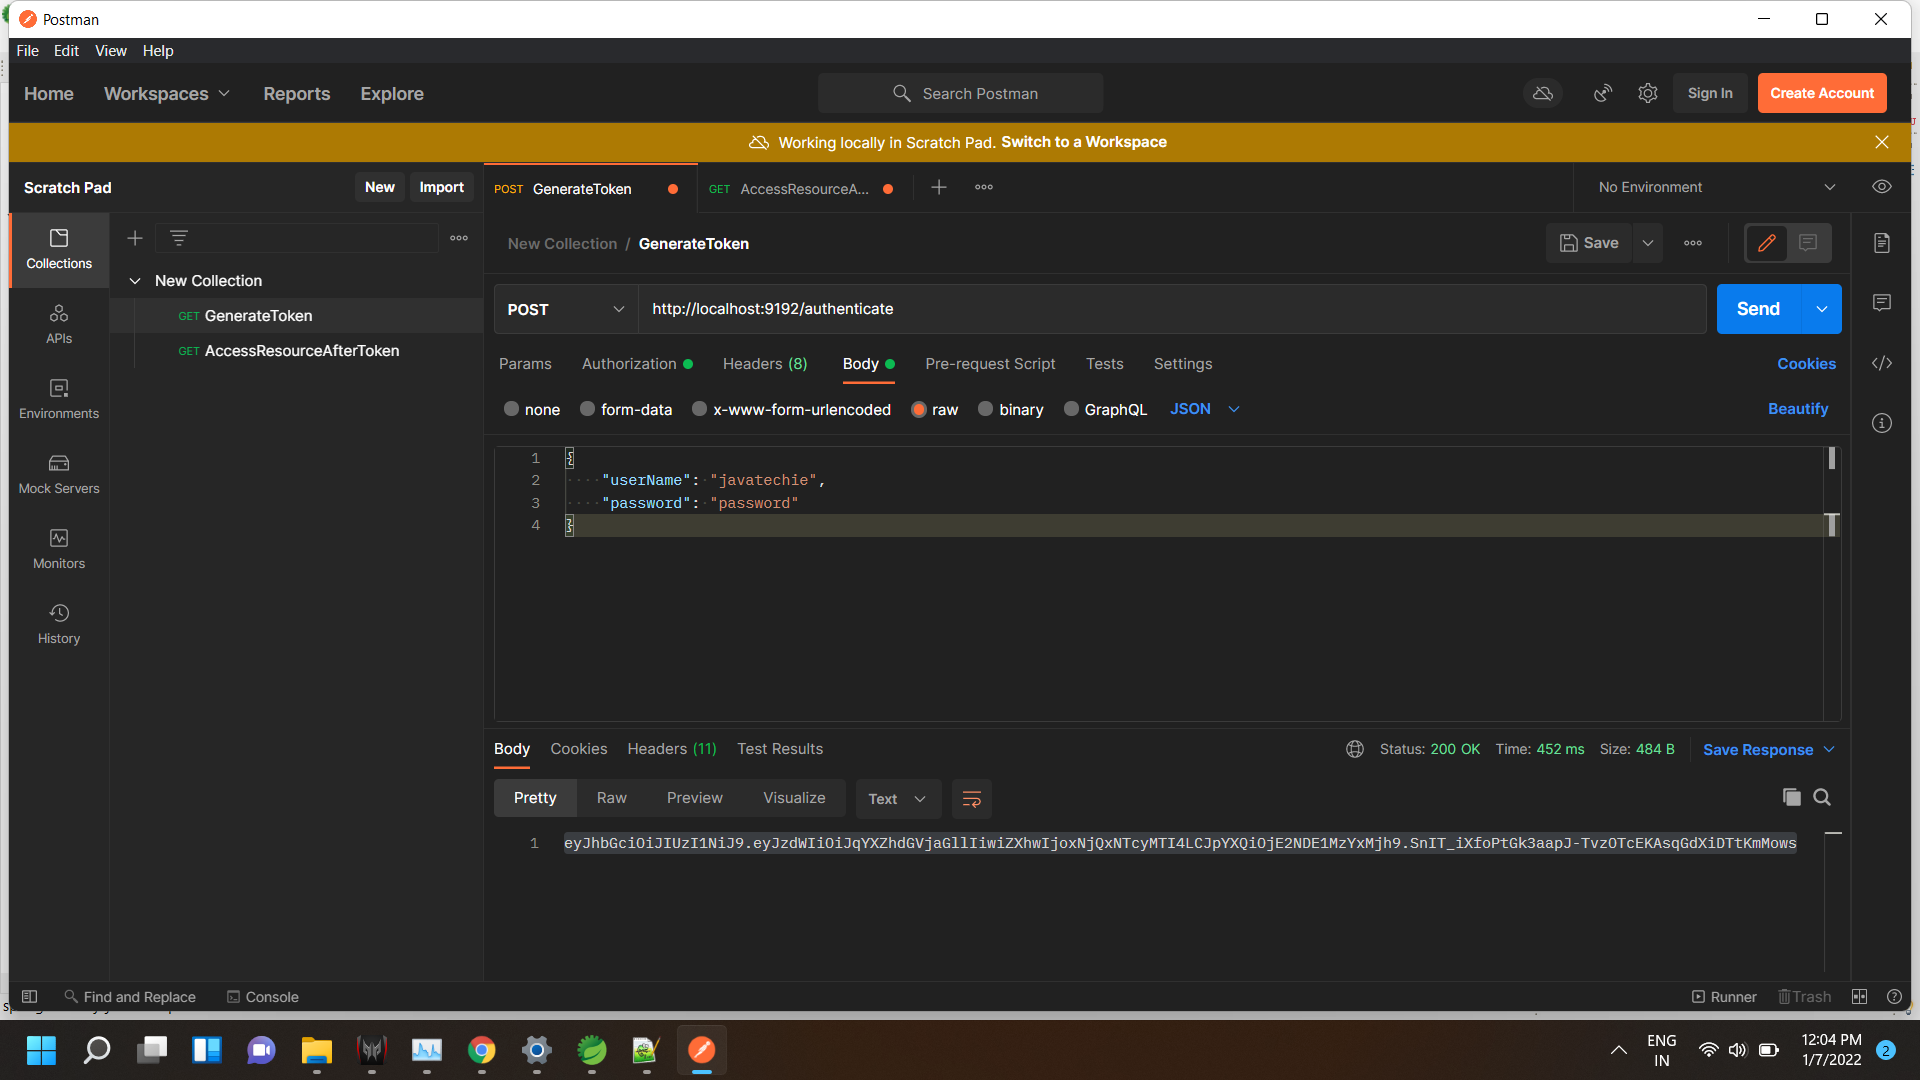 Postman
File Edit View Help
Home Workspaces Reports Explore
Search Postman
Sign In
Create Account
Working locally in Scratch Pad. Switch to a Workspace
Scratch Pad
New
Import
POST GenerateToken
GET AccessResourceA...
No Environment
Collections
APIs
Environments
Mock Servers
Monitors
History
New Collection
GET GenerateToken
GET AccessResourceAfterToken
New Collection / GenerateToken
Save
POST
http://localhost:9192/authenticate
Send
Params Authorization Headers (8) Body Pre-request Script Tests Settings
Cookies
none form-data x-www-form-urlencoded raw binary GraphQL JSON
Beautify
1 {
2 "userName": "javatechie",
3 "password": "password"
4 }
Body Cookies Headers (11) Test Results
Status: 200 OK Time: 452 ms Size: 484 B
Save Response
Pretty Raw Preview Visualize Text
1 eyJhbGciOiJIUzI1NiJ9.eyJzdWIiOiJqYXZhdGVjaGllIiwiZXhwIjoxNjQxNTcyMTI4LCJpYXQiOjE2NDE1MzYxMjh9.SnIT_iXfoPtGk3aapJ-TvzOTcEKAsqGdXiDTtKmMows
Find and Replace
Console
Runner
Trash
ENG
IN
12:04 PM
1/7/2022
2